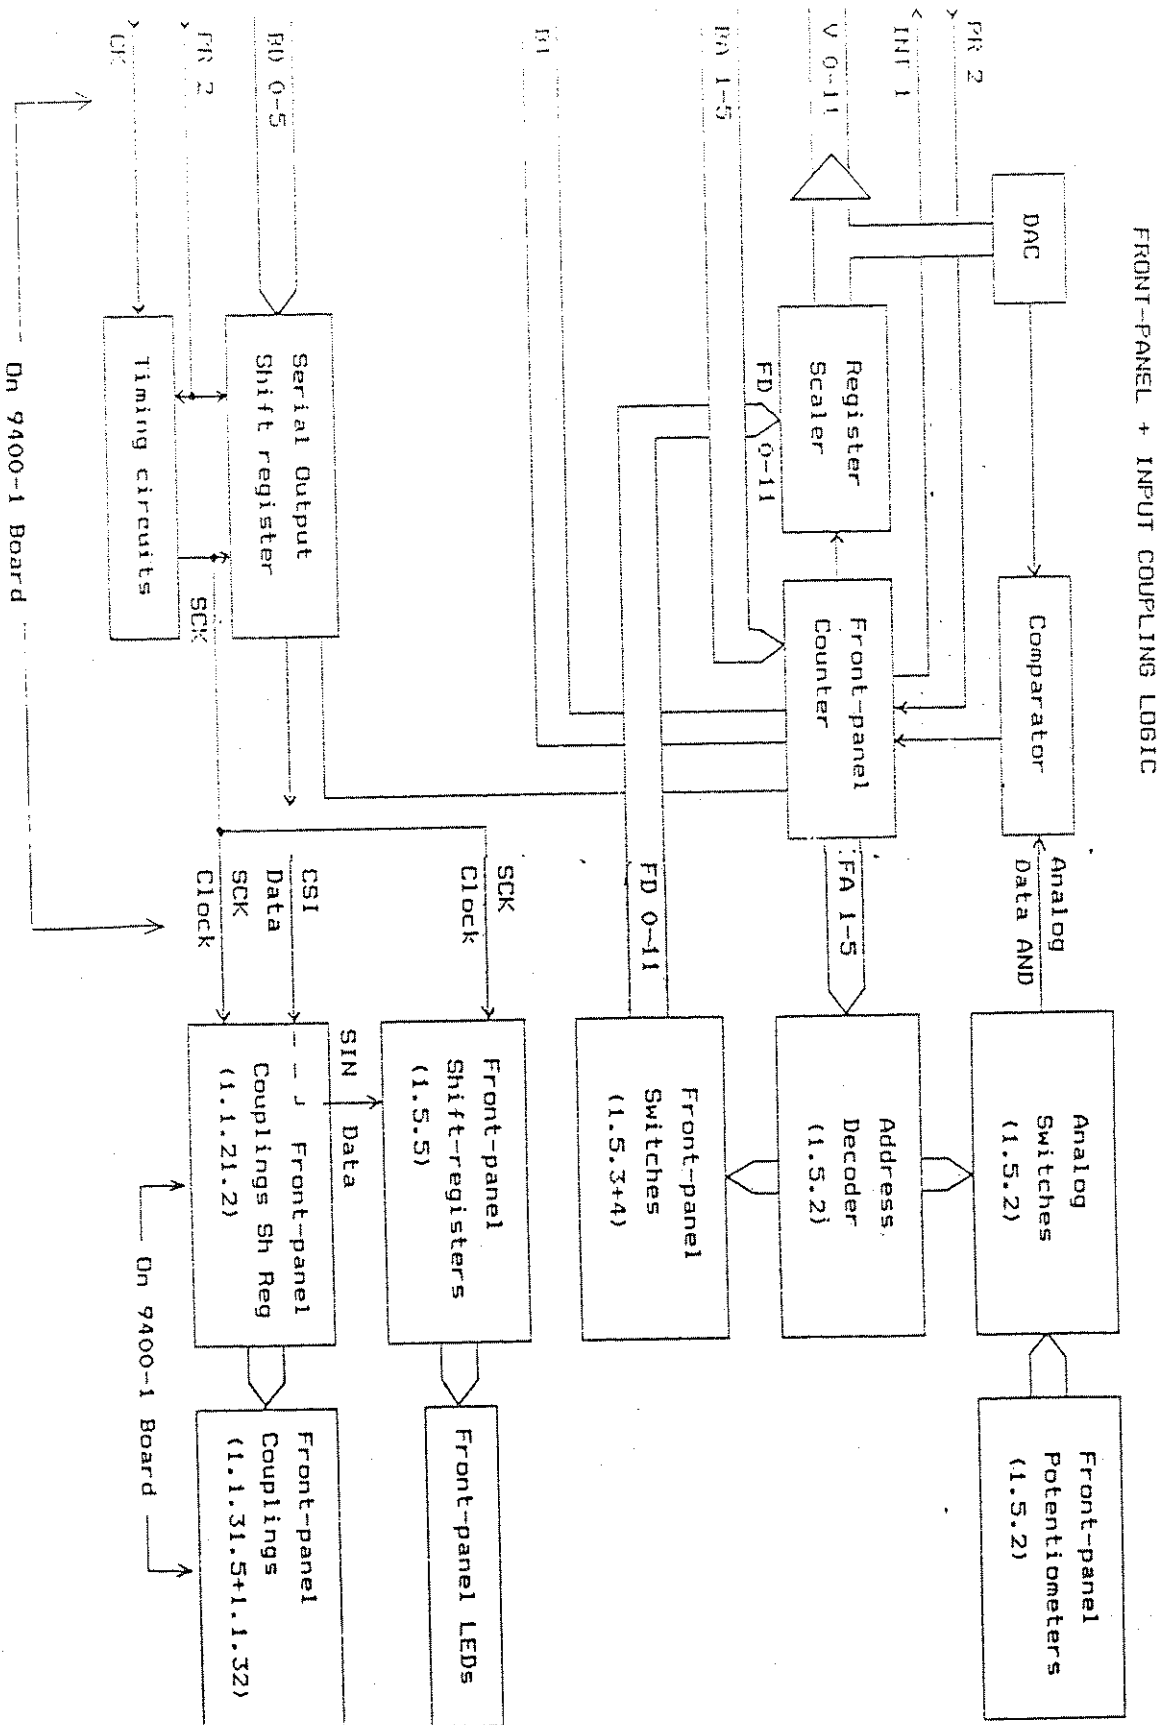 FRONT-PANEL + INPUT COUPLING LOGIC
PR 2
INT 1
V 0-11
BA 1-5
BD 0-5
PR 2
CK
DAC
Comparator
Analog
Data AND
Analog
Switches
(1.5.2)
Front-panel
Potentiometers
(1.5.2)
Register
Scaler
FD 0-11
Front-panel
Counter
FA 1-5
Address
Decoder
(1.5.2)
FD 0-11
Front-panel
Switches
(1.5.3+4)
Serial Output
Shift register
Timing circuits
SCK
SCK
Clock
Front-panel
Shift-registers
(1.5.5)
Front-panel LEDs
SIN Data
CSI
Data
SCK
Clock
Front-panel
Couplings Sh Reg
(1.1.21.2)
Front-panel
Couplings
(1.1.31.5+1.1.32)
On 9400-1 Board
On 9400-1 Board